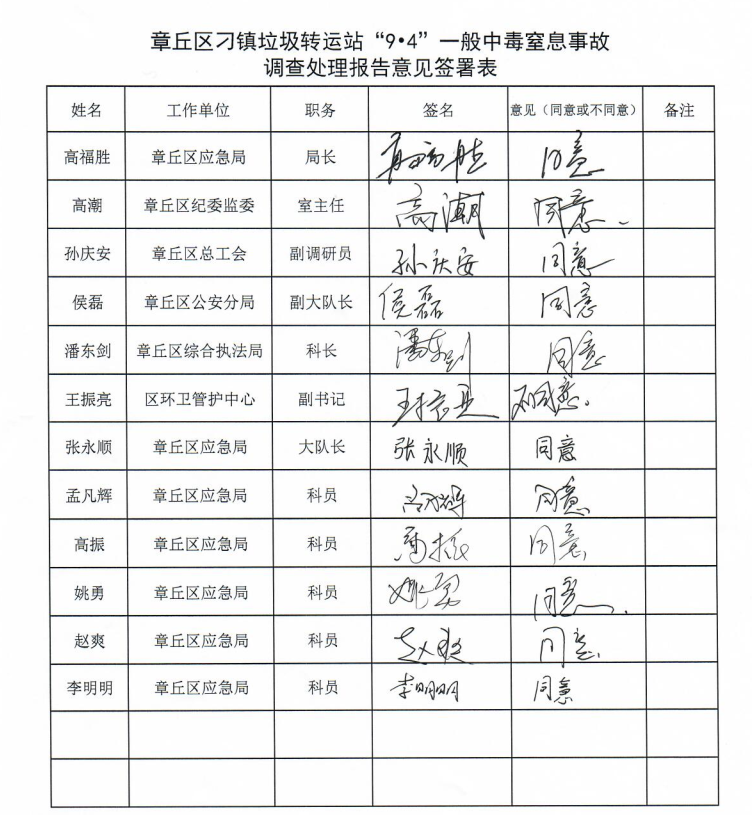 章丘区刁镇垃圾转运站“9•4”一般中毒窒息事故
调查处理报告意见签署表
姓名 工作单位 职务 签名 意见（同意或不同意） 备注
高福胜 章丘区应急局 局长 高福胜 同意
高潮 章丘区纪委监委 室主任 高潮 同意
孙庆安 章丘区总工会 副调研员 孙庆安 同意
侯磊 章丘区公安分局 副大队长 侯磊 同意
潘东剑 章丘区综合执法局 科长 潘东剑 同意
王振亮 区环卫管护中心 副书记 王振亮 不同意.
张永顺 章丘区应急局 大队长 张永顺 同意
孟凡辉 章丘区应急局 科员 同意
高振 章丘区应急局 科员 高振 同意
姚勇 章丘区应急局 科员 姚勇 同意
赵爽 章丘区应急局 科员 赵爽 同意
李明明 章丘区应急局 科员 李明明 同意